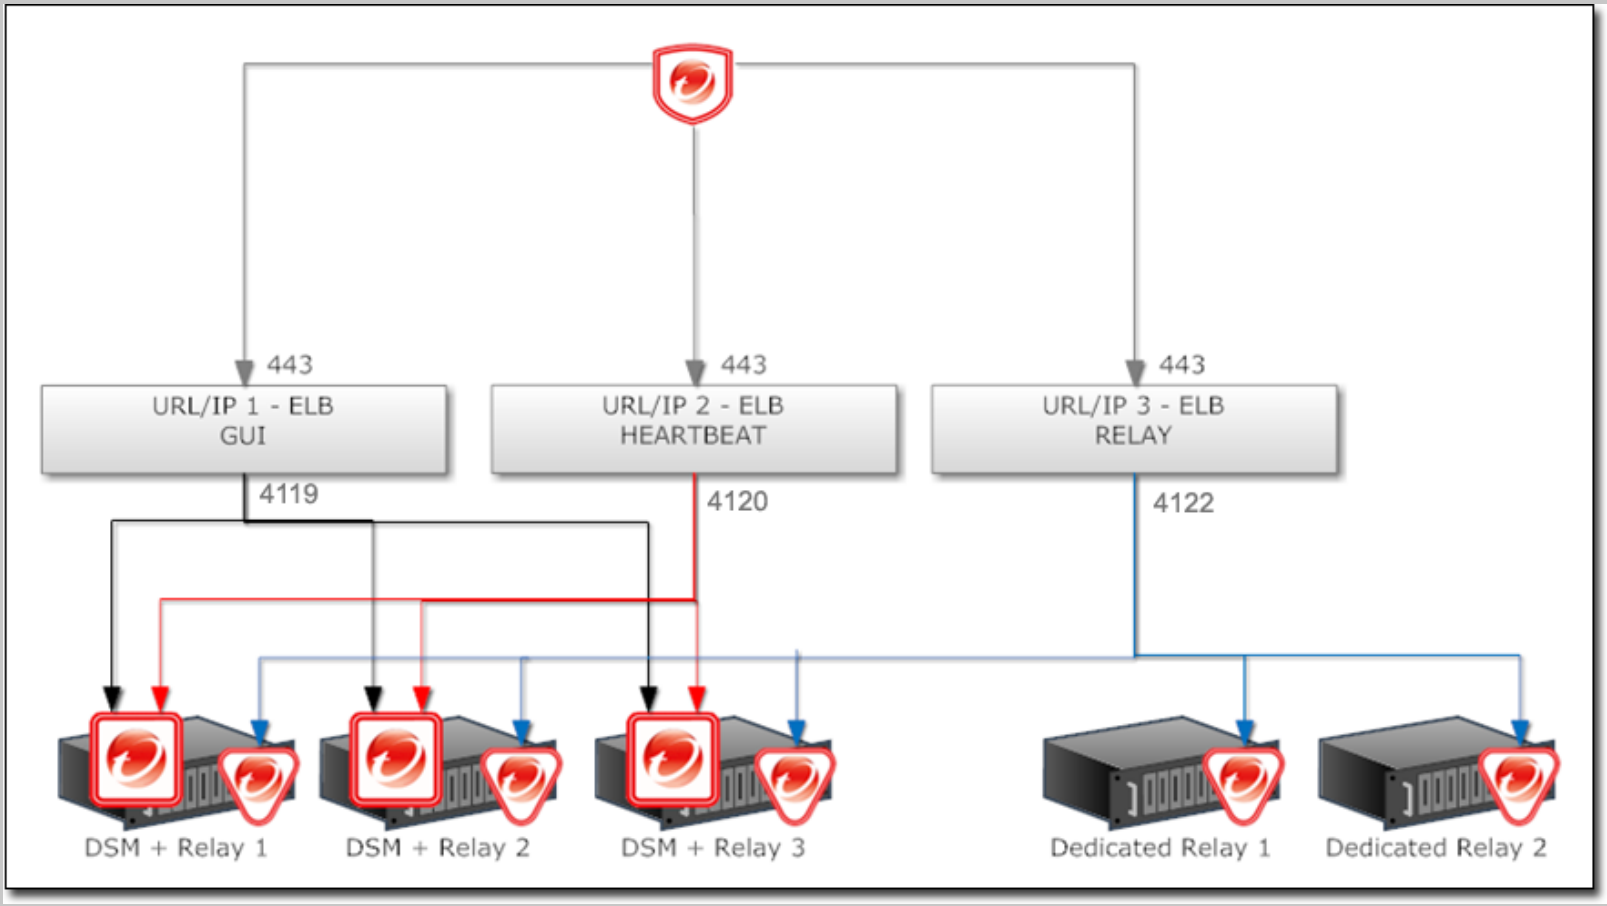 443
443
443
URL/IP 1 - ELB
GUI
URL/IP 2 - ELB
HEARTBEAT
URL/IP 3 - ELB
RELAY
4119
4120
4122
DSM + Relay 1
DSM + Relay 2
DSM + Relay 3
Dedicated Relay 1
Dedicated Relay 2